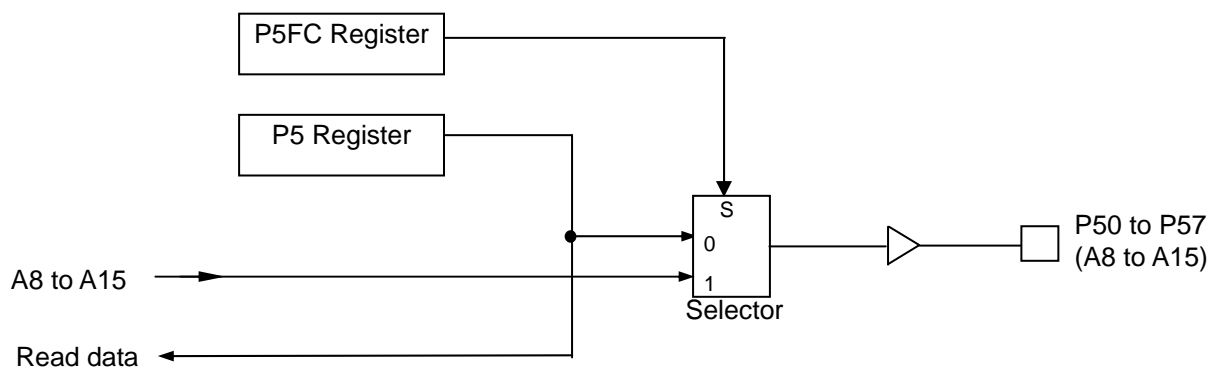 P5FC Register
P5 Register
S
0
1
Selector
P50 to P57
(A8 to A15)
A8 to A15
Read data